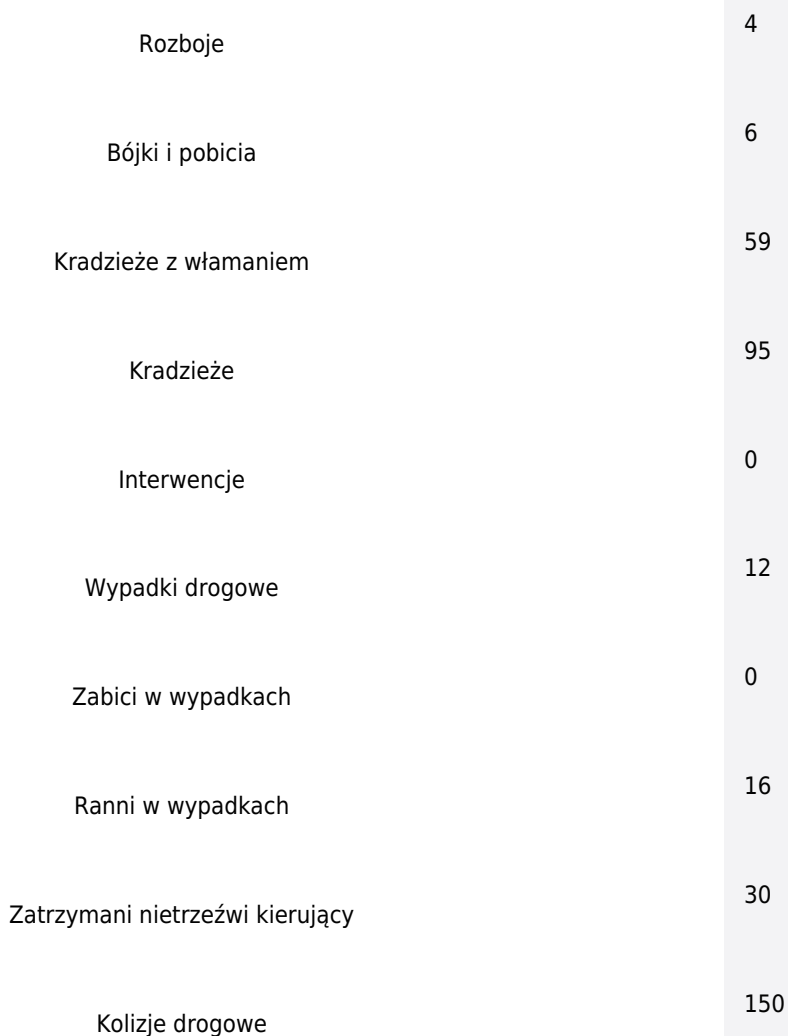 Rozboje
4
Bójki i pobicia
6
Kradzieże z włamaniem
59
Kradzieże
95
Interwencje
0
Wypadki drogowe
12
Zabici w wypadkach
0
Ranni w wypadkach
16
Zatrzymani nietrzeźwi kierujący
30
Kolizje drogowe
150